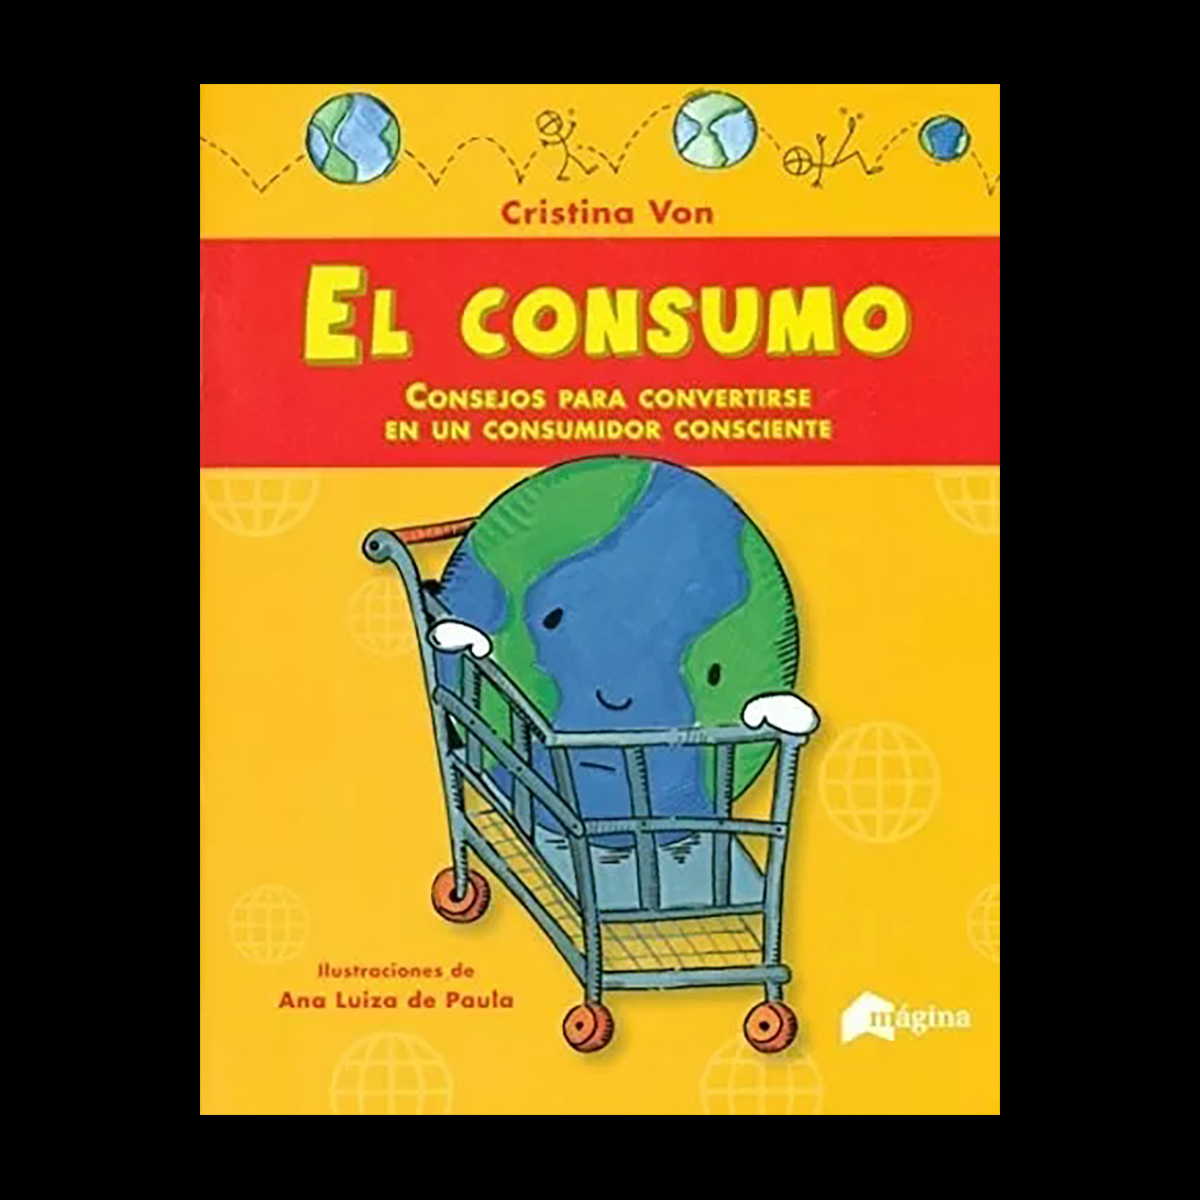 Cristina Von
EL CONSUMO
CONSEJOS PARA CONVERTIRSE
EN UN CONSUMIDOR CONSCIENTE
Ilustraciones de
Ana Luiza de Paula
mágina